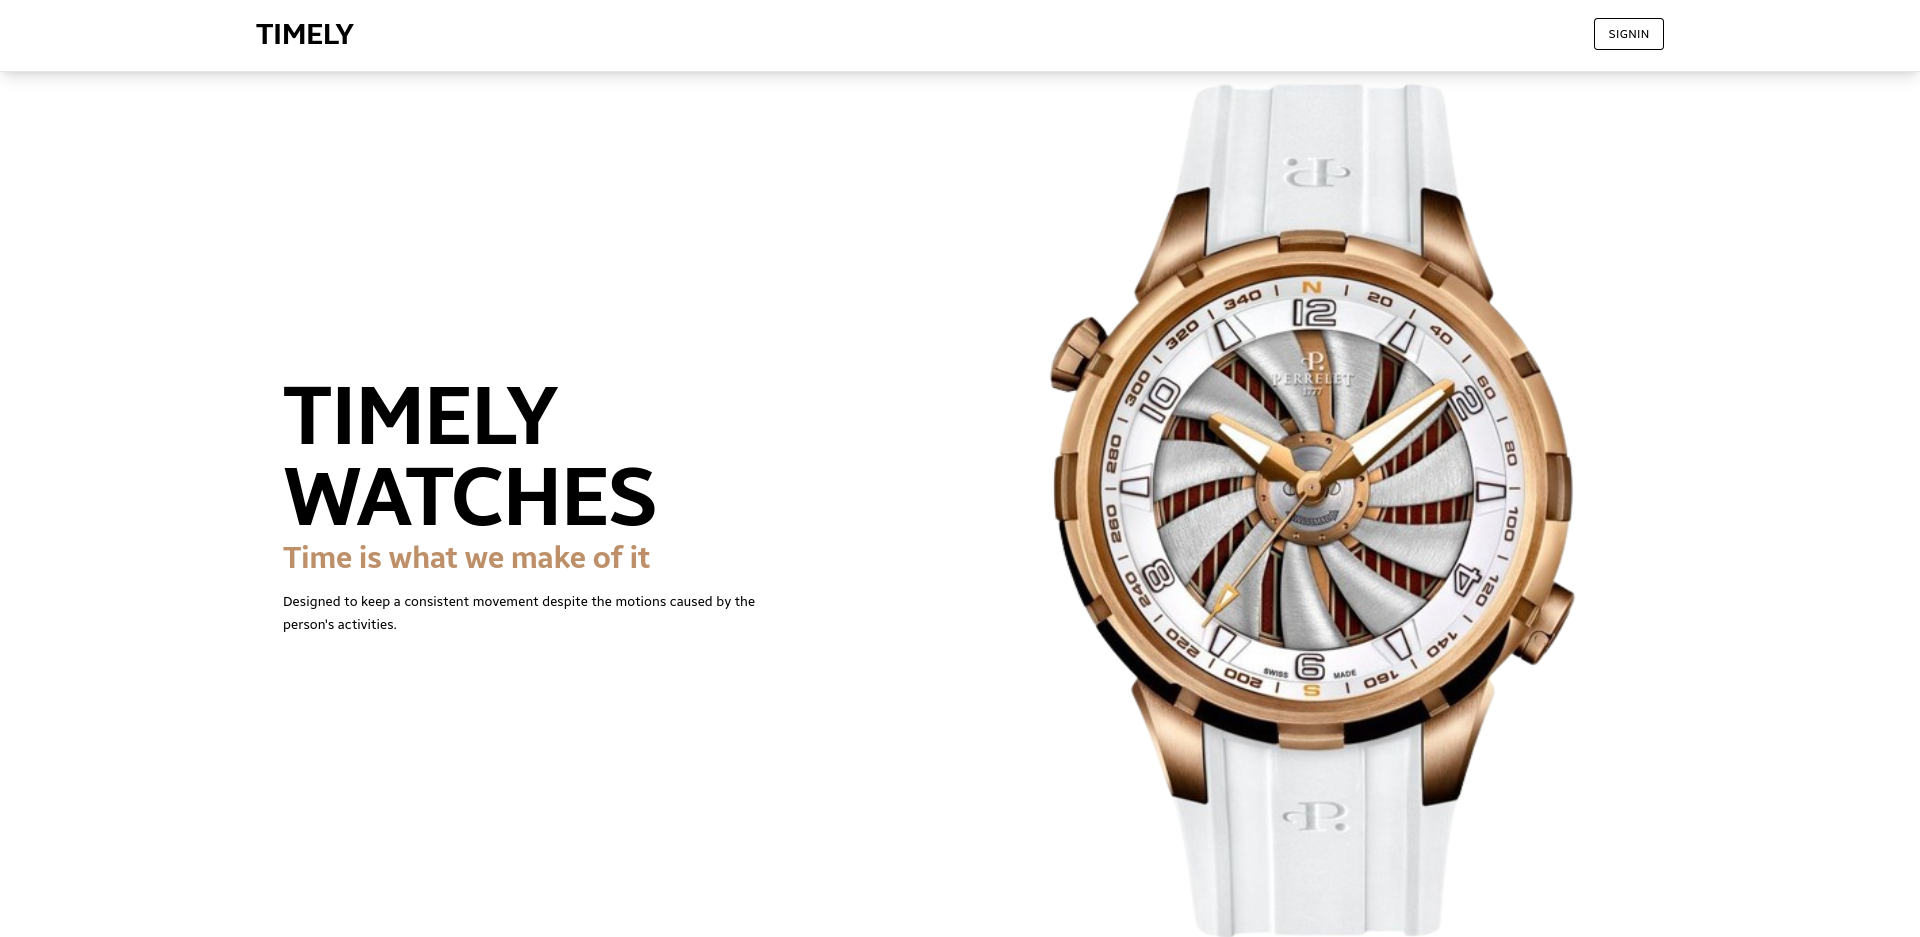 TIMELY
SIGNIN
TIMELY
WATCHES
Time is what we make of it
Designed to keep a consistent movement despite the motions caused by the
person's activities.
P
N
340
20
12
320
40
P.
PERRELET
1777
300
60
10
2
280
80
260
100
8
4
240
120
220
140
SWISS
6
MADE
200
160
S
P.